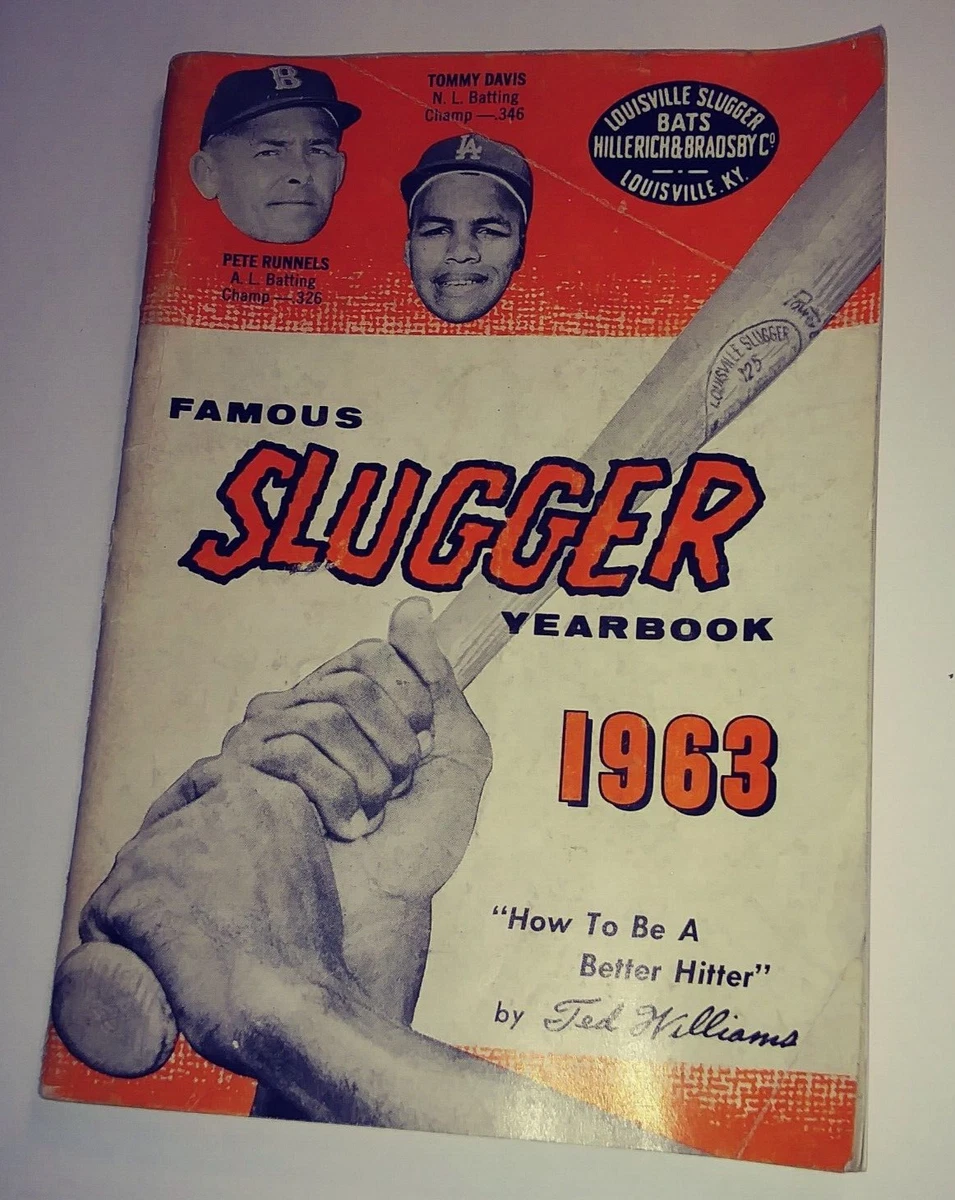 B
TOMMY DAVIS
N. L. Batting
Champ —.346
LA
PETE RUNNELS
A. L. Batting
Champ —.326
LOUISVILLE SLUGGER
BATS
HILLERICH & BRADSBY Cº
LOUISVILLE. KY.
LOUISVILLE SLUGGER
125
FAMOUS
SLUGGER
YEARBOOK
1963
“How To Be A
Better Hitter”
by Ted Williams